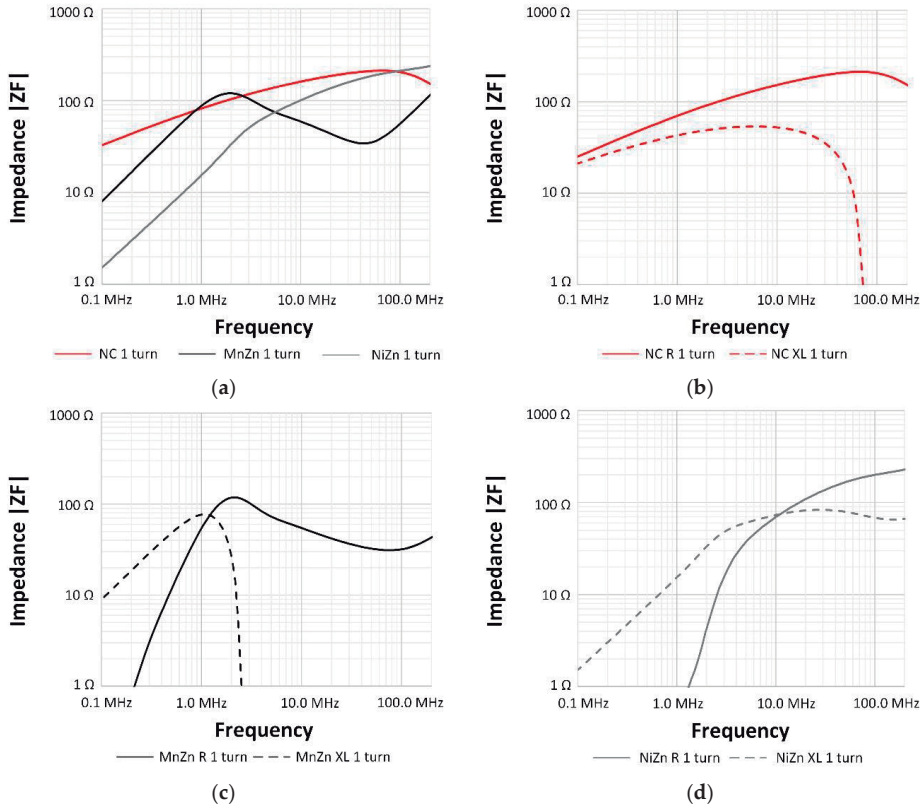 1000 Ω
100 Ω
10 Ω
1 Ω
Impedance |ZF|
0.1 MHz 1.0 MHz 10.0 MHz 100.0 MHz
Frequency
NC 1 turn MnZn 1 turn NiZn 1 turn
(a)
1000 Ω
100 Ω
10 Ω
1 Ω
Impedance |ZF|
0.1 MHz 1.0 MHz 10.0 MHz 100.0 MHz
Frequency
NC R 1 turn NC XL 1 turn
(b)
1000 Ω
100 Ω
10 Ω
1 Ω
Impedance |ZF|
0.1 MHz 1.0 MHz 10.0 MHz 100.0 MHz
Frequency
MnZn R 1 turn MnZn XL 1 turn
(c)
1000 Ω
100 Ω
10 Ω
1 Ω
Impedance |ZF|
0.1 MHz 1.0 MHz 10.0 MHz 100.0 MHz
Frequency
NiZn R 1 turn NiZn XL 1 turn
(d)